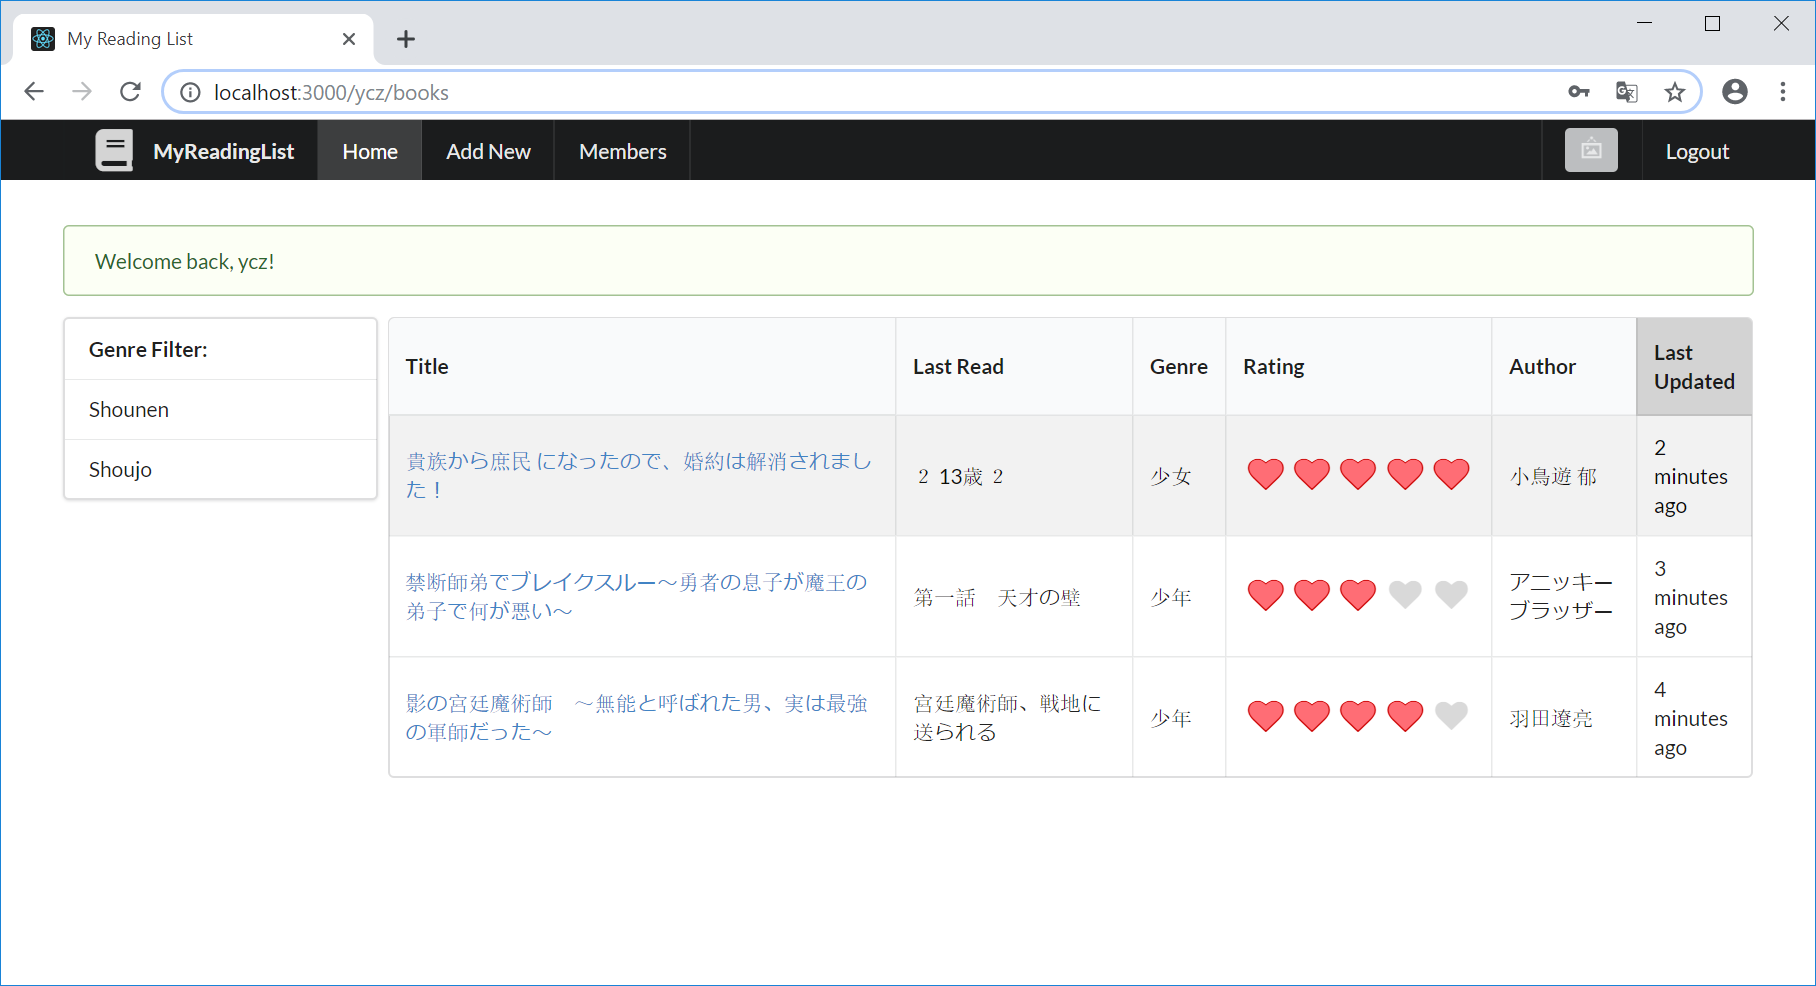 My Reading List
localhost:3000/ycz/books
MyReadingList
Home
Add New
Members
Logout
Welcome back, ycz!
Genre Filter:
Shounen
Shoujo
Title
Last Read
Genre
Rating
Author
Last
Updated
貴族から庶民 になったので、婚約は解消されまし
た！
２ 13歳 ２
少女
小鳥遊 郁
2
minutes
ago
禁断師弟でブレイクスルー～勇者の息子が魔王の
弟子で何が悪い～
第一話　天才の壁
少年
アニッキー
ブラッザー
3
minutes
ago
影の宮廷魔術師　～無能と呼ばれた男、実は最強
の軍師だった～
宮廷魔術師、戦地に
送られる
少年
羽田遼亮
4
minutes
ago